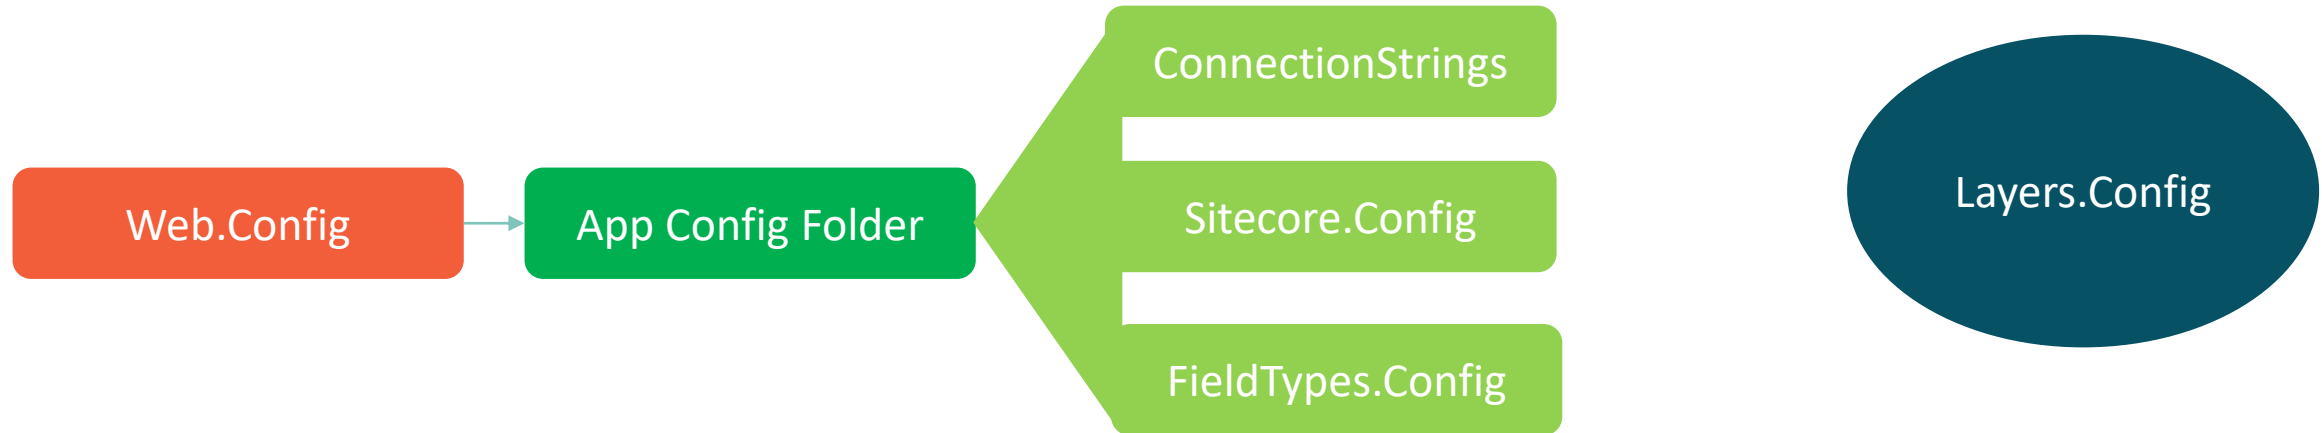 Web.Config
App Config Folder
ConnectionStrings
Sitecore.Config
FieldTypes.Config
Layers.Config